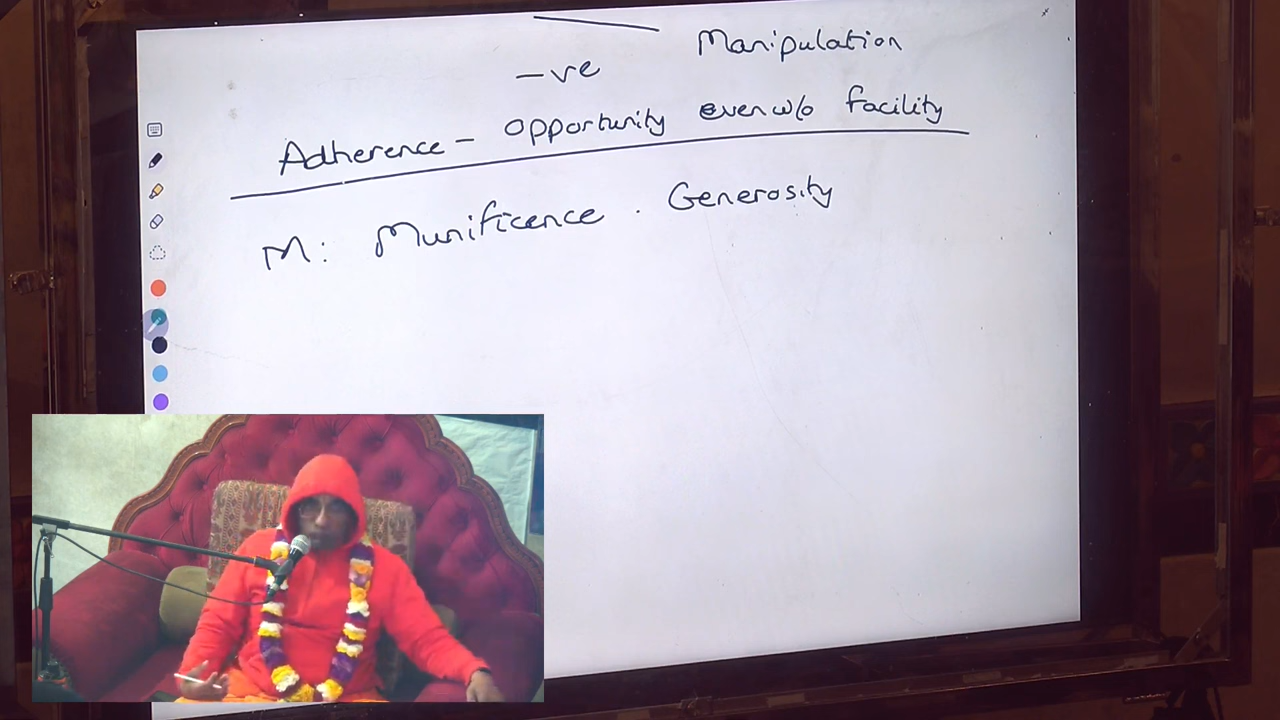 Manipulation
-ve
Adherence - Opportunity even w/o facility
M: Munificence . Generosity